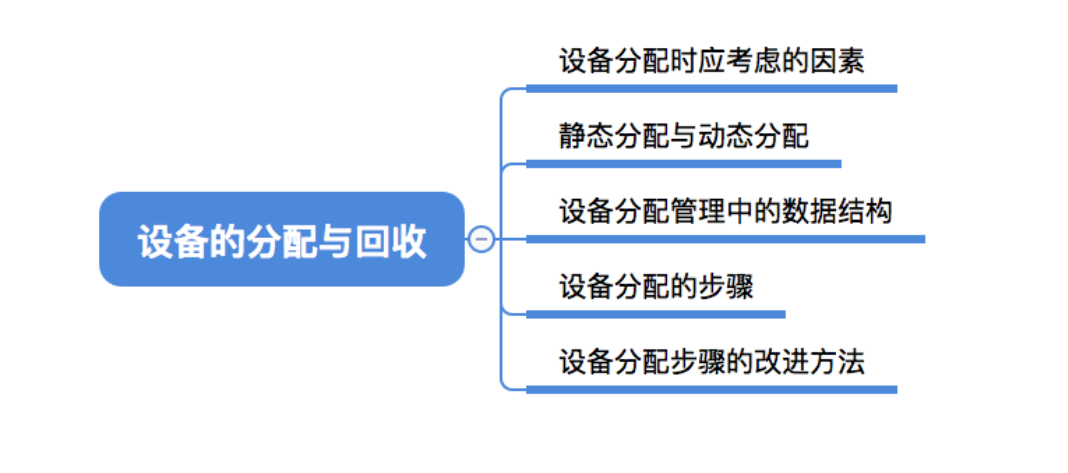 设备分配时应考虑的因素
静态分配与动态分配
设备分配管理中的数据结构
设备的分配与回收
设备分配的步骤
设备分配步骤的改进方法